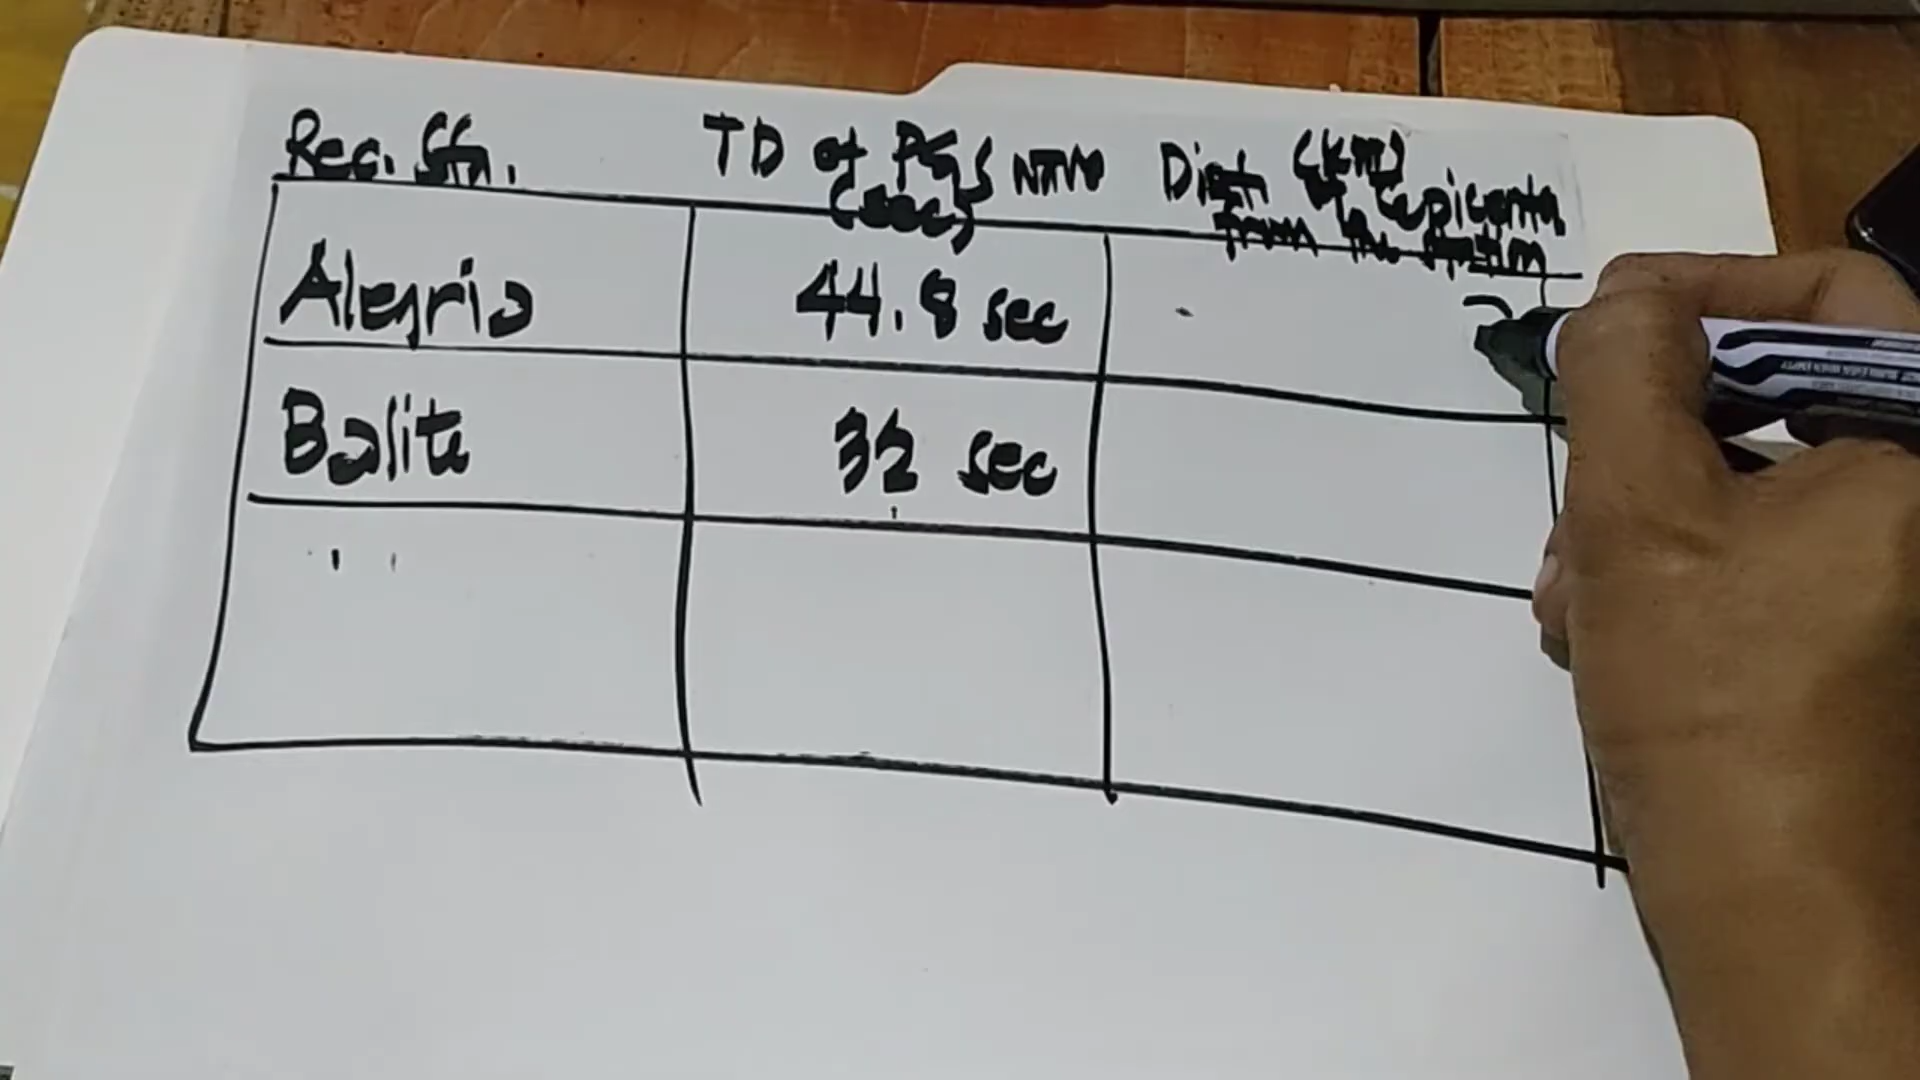 Rec. Stn. TD of P & S wave Dist. (km)
(sec) of epicenter
from the station
Alegria 44.8 sec
Balite 32 sec